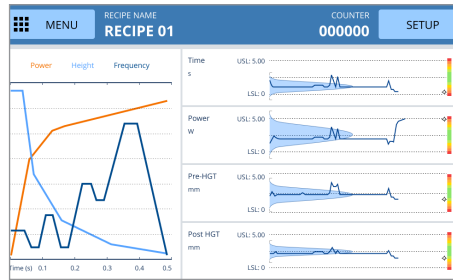 MENU
RECIPE NAME
RECIPE 01
COUNTER
000000
SETUP
Power Height Frequency
Time (s) 0.1 0.2 0.3 0.4 0.5
Time
s
USL: 5.00
LSL: 0
Power
W
USL: 5.00
LSL: 0
Pre-HGT
mm
USL: 5.00
LSL: 0
Post HGT
mm
USL: 5.00
LSL: 0